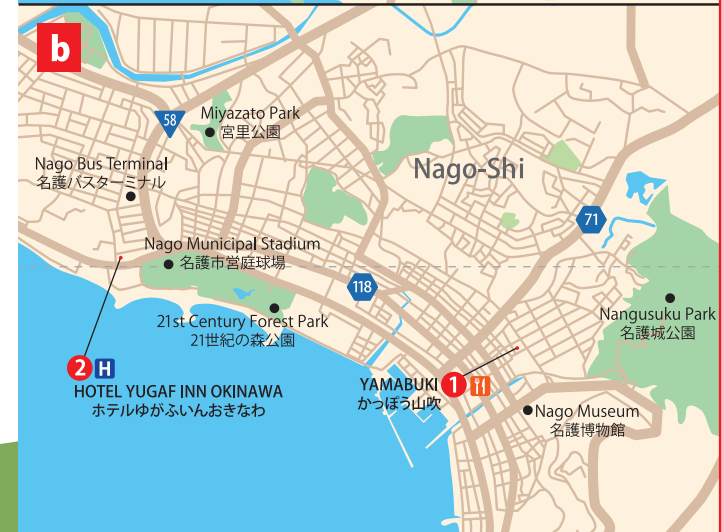 b
58
Miyazato Park
宮里公園
Nago Bus Terminal
名護バスターミナル
Nago-Shi
71
Nago Municipal Stadium
名護市営庭球場
118
21st Century Forest Park
21世紀の森公園
Nangusuku Park
名護城公園
2 H
HOTEL YUGAF INN OKINAWA
ホテルゆがふいんおきなわ
YAMABUKI 1
かっぽう山吹
Nago Museum
名護博物館